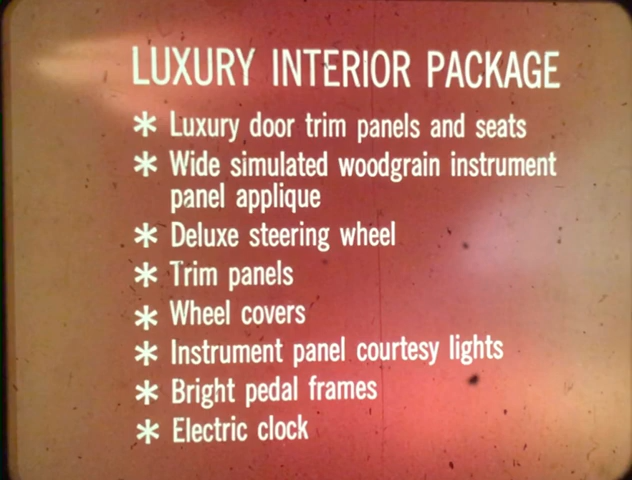 LUXURY INTERIOR PACKAGE
* Luxury door trim panels and seats
* Wide simulated woodgrain instrument
panel applique
* Deluxe steering wheel
* Trim panels
* Wheel covers
* Instrument panel courtesy lights
* Bright pedal frames
* Electric clock